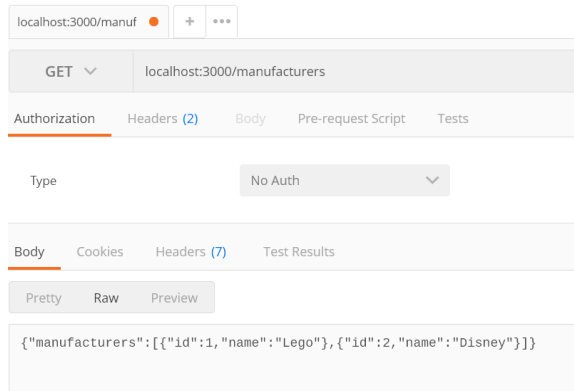 localhost:3000/manuf
+
•••
GET localhost:3000/manufacturers
Authorization Headers (2) Body Pre-request Script Tests
Type No Auth
Body Cookies Headers (7) Test Results
Pretty Raw Preview
{"manufacturers":[{"id":1,"name":"Lego"},{"id":2,"name":"Disney"}]}